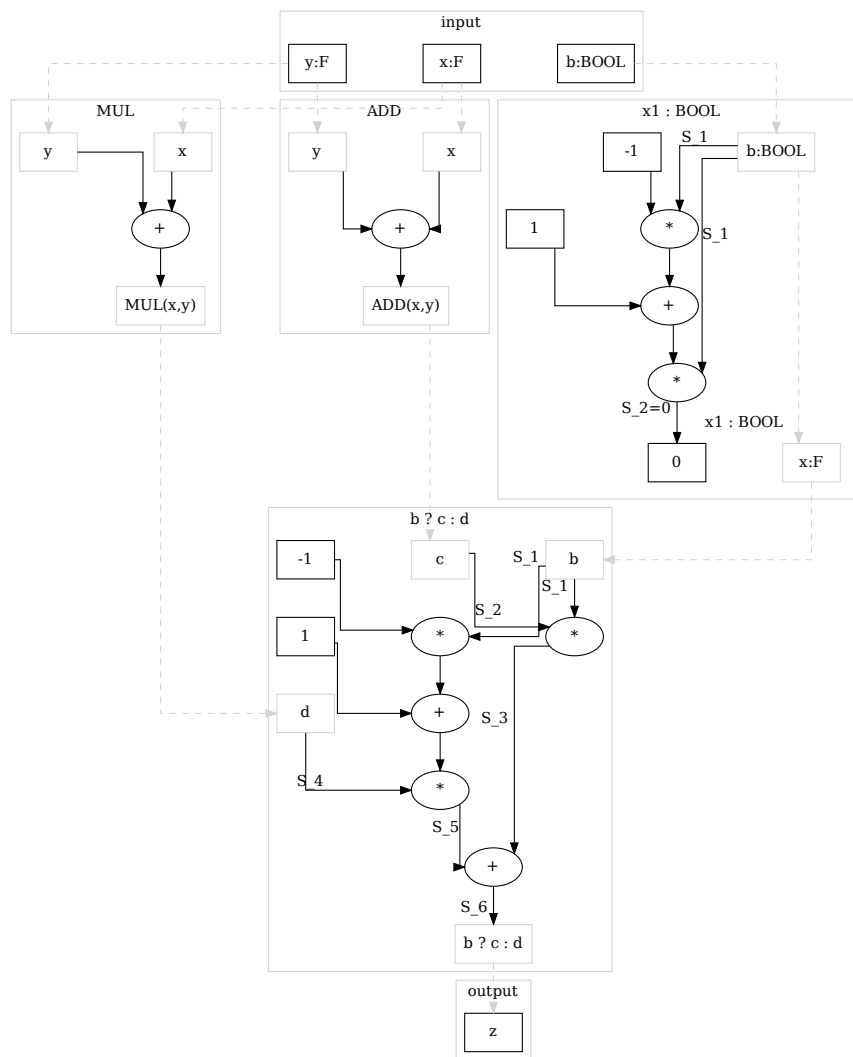 input
y:F
x:F
b:BOOL
MUL
ADD
x1 : BOOL
y
x
y
x
-1
S_1
b:BOOL
+
+
1
*
S_1
MUL(x,y)
ADD(x,y)
+
*
S_2=0
x1 : BOOL
0
x:F
b ? c : d
-1
c
S_1
b
S_1
S_2
1
*
*
d
+
S_3
S_4
*
S_5
+
S_6
b ? c : d
output
z